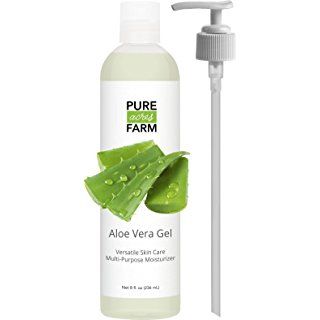 PURE
acres
FARM
Aloe Vera Gel
Versatile Skin Care
Multi-Purpose Moisturizer
Net 8 fl oz (236 mL)